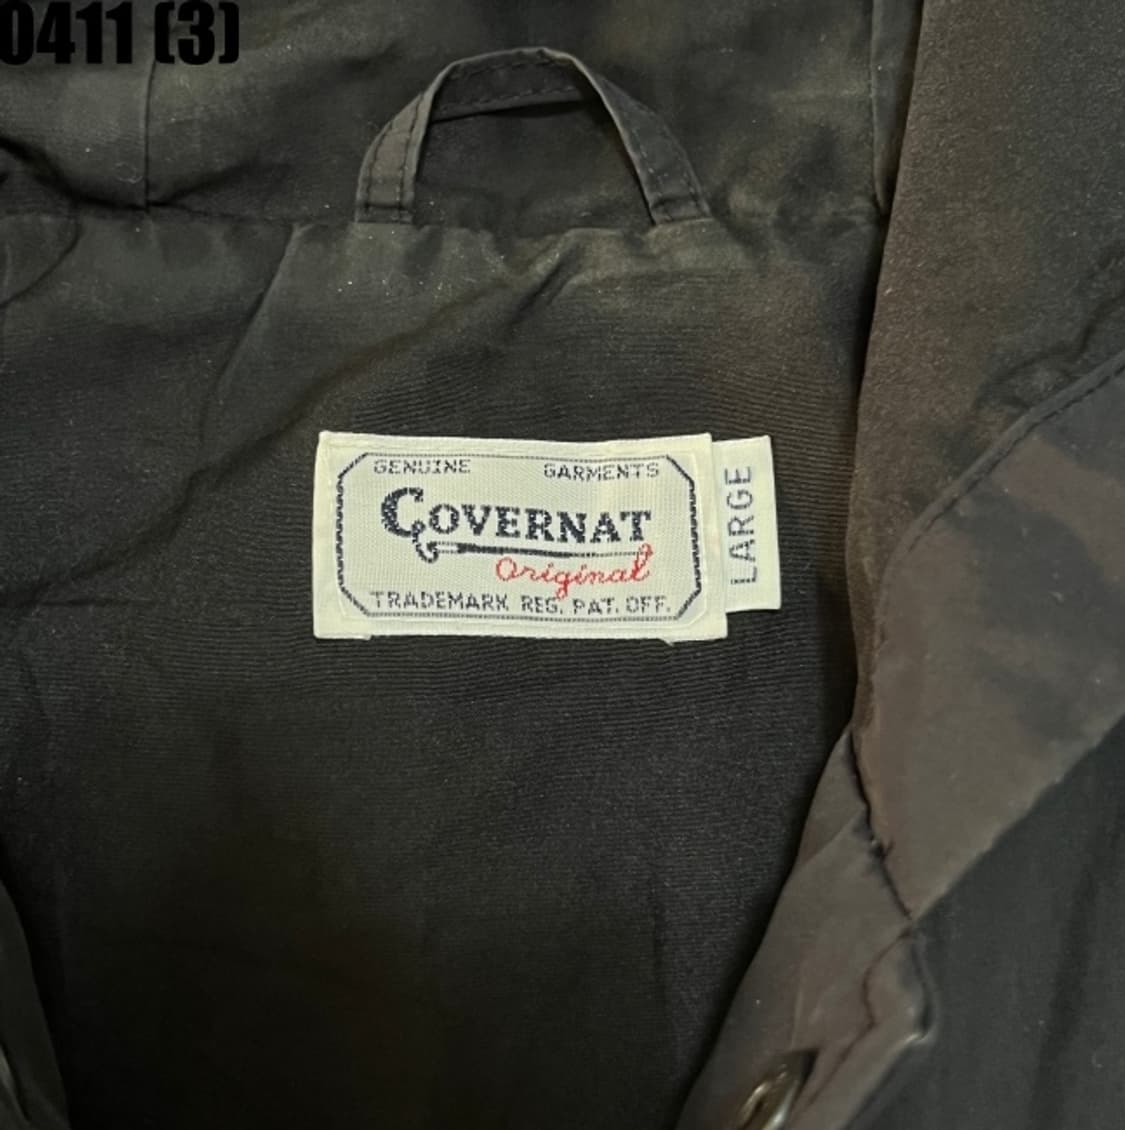 0411 (3)
GENUINE GARMENTS
COVERNAT
Original
TRADEMARK REG. PAT. OFF.
LARGE